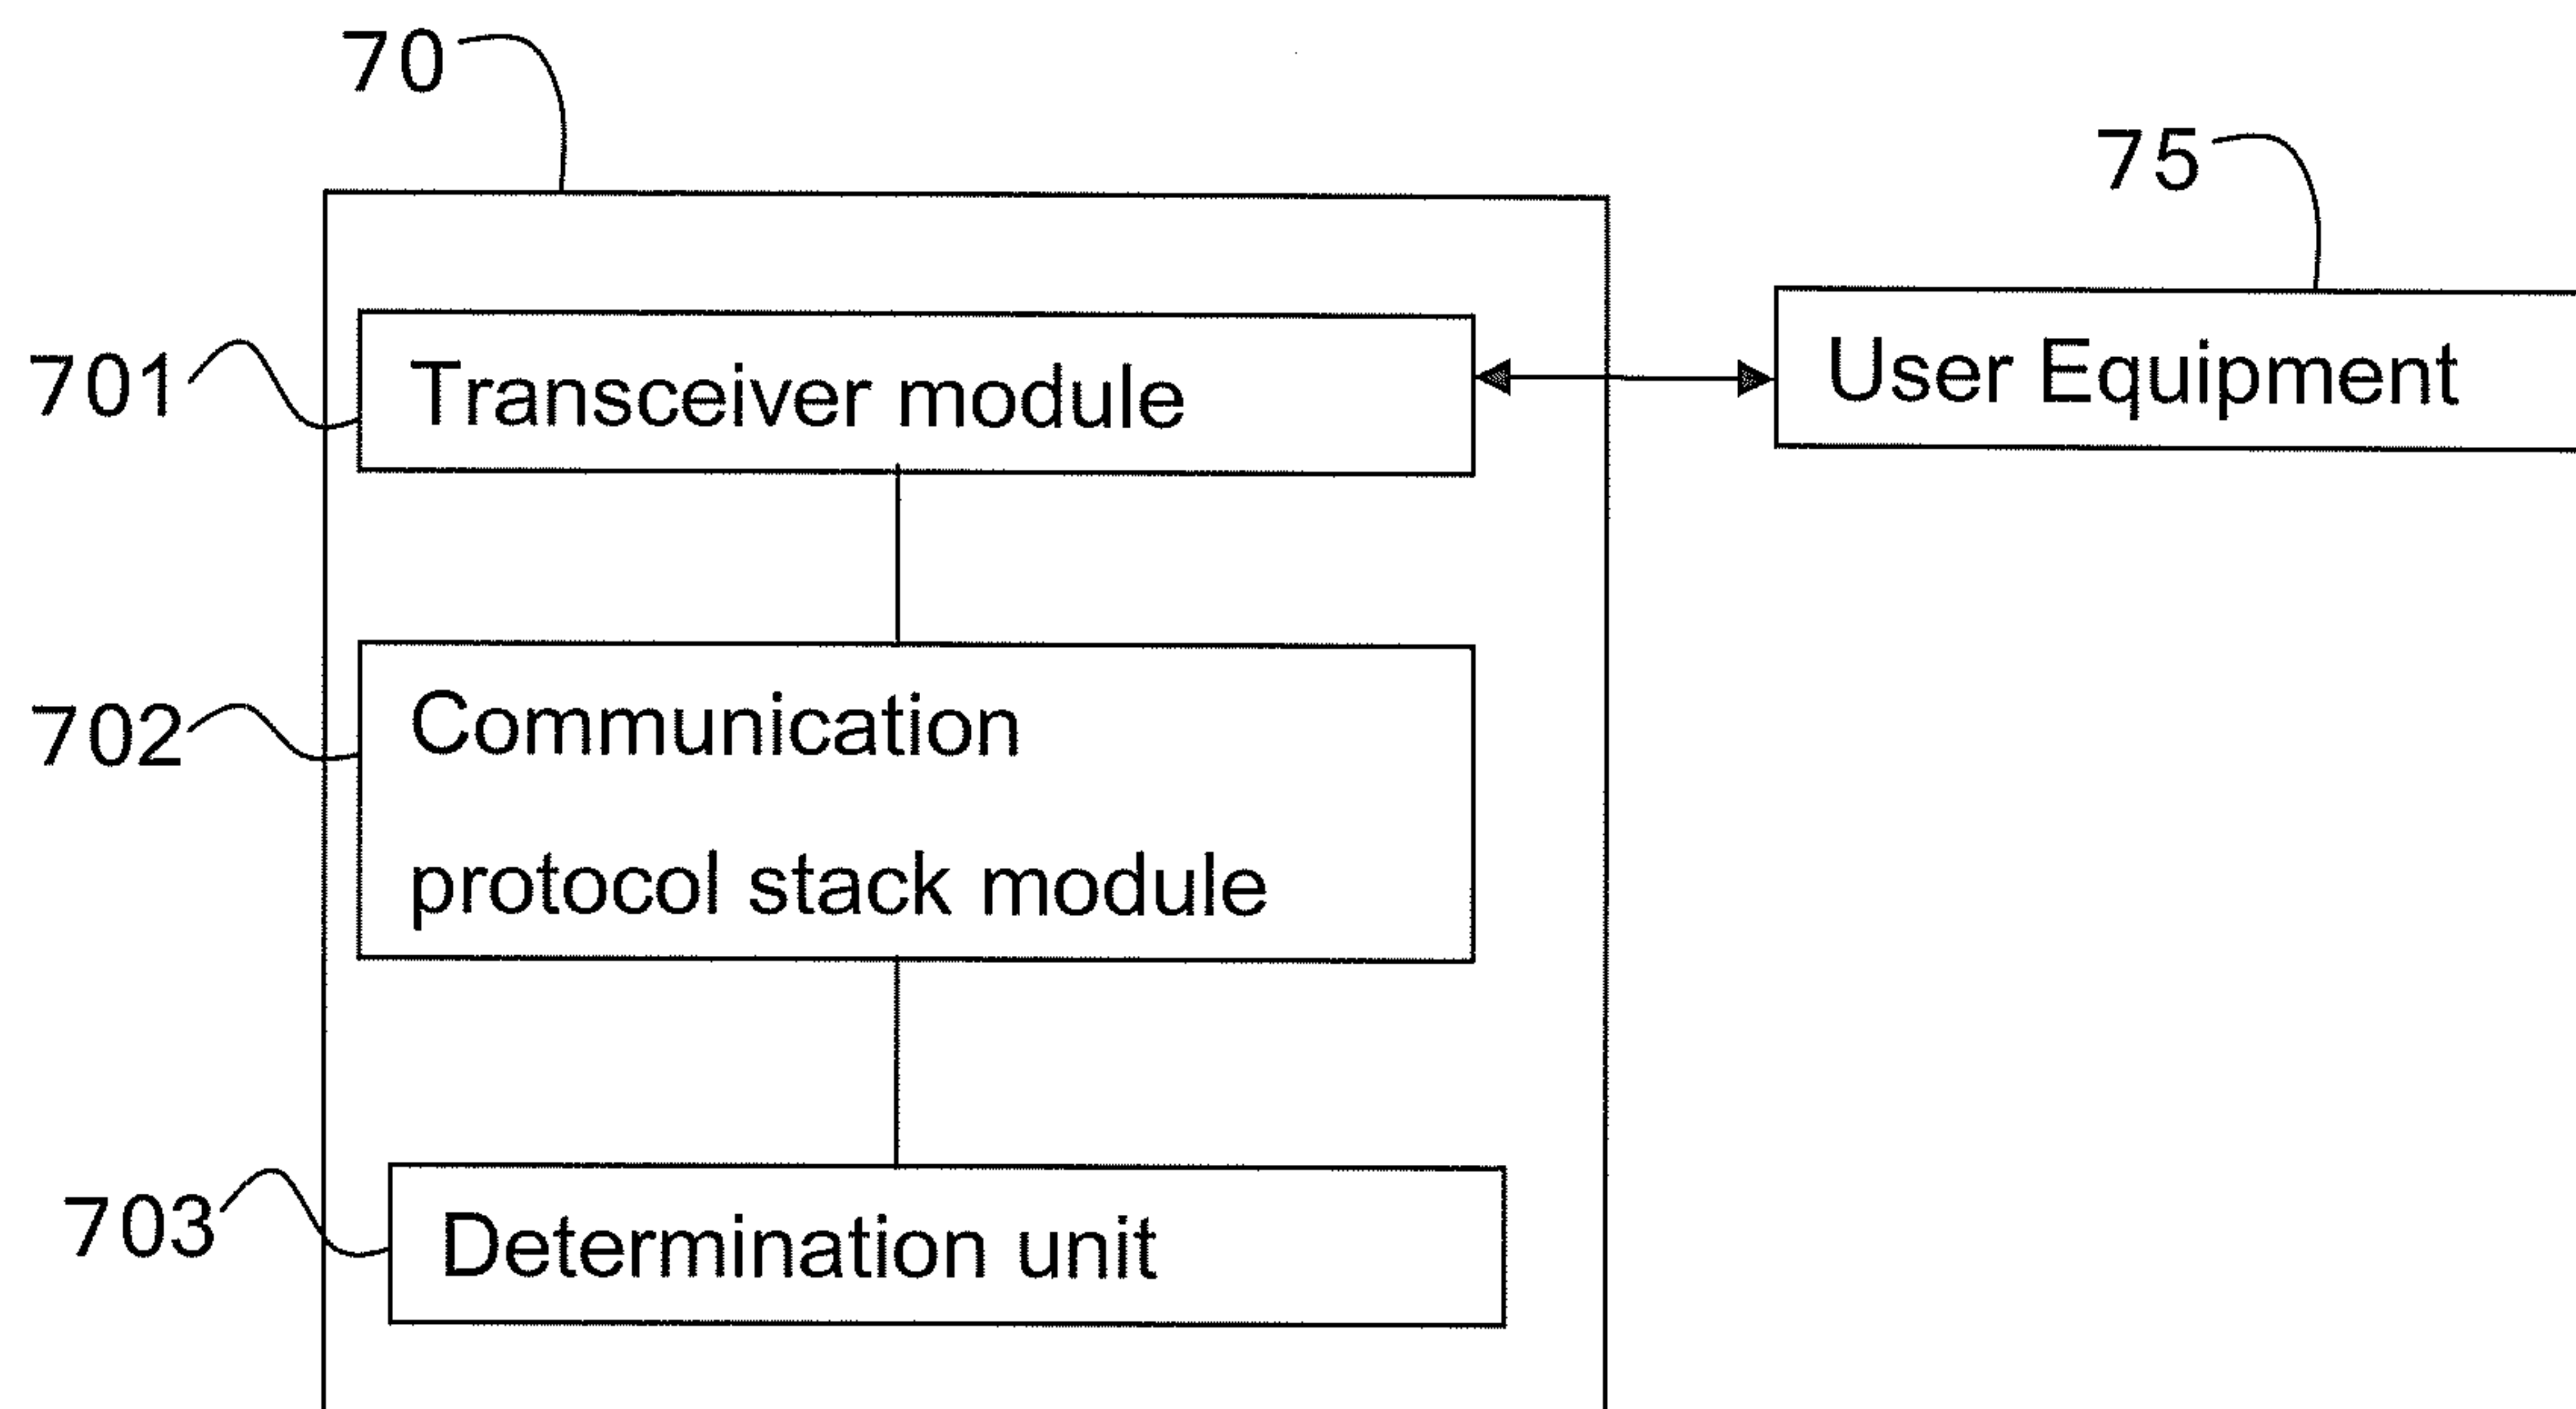 70
75
701
Transceiver module
User Equipment
702
Communication
protocol stack module
703
Determination unit